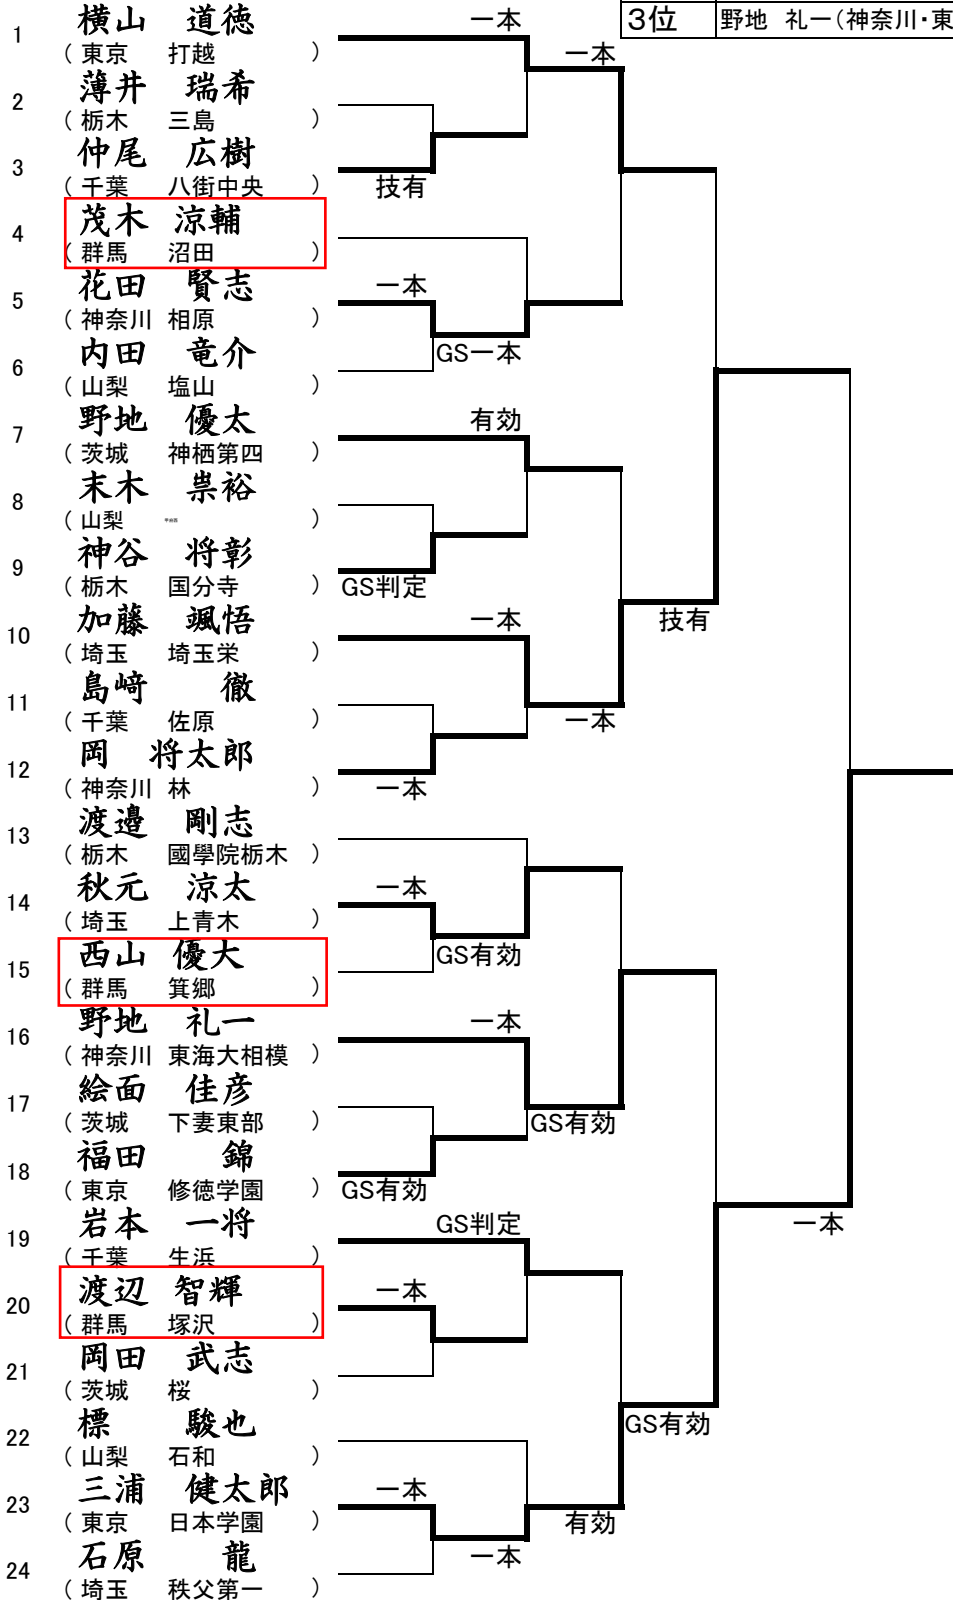 3位 野地 礼一(神奈川・東
1 横山 道徳
(東京 打越)
2 薄井 瑞希
(栃木 三島)
3 仲尾 広樹
(千葉 八街中央)
4 茂木 涼輔
(群馬 沼田)
5 花田 賢志
(神奈川 相原)
6 内田 竜介
(山梨 塩山)
7 野地 優太
(茨城 神栖第四)
8 末木 崇裕
(山梨)
9 神谷 将彰
(栃木 国分寺)
10 加藤 颯悟
(埼玉 埼玉栄)
11 島﨑 徹
(千葉 佐原)
12 岡 将太郎
(神奈川 林)
13 渡邉 剛志
(栃木 國學院栃木)
14 秋元 涼太
(埼玉 上青木)
15 西山 優大
(群馬 箕郷)
16 野地 礼一
(神奈川 東海大相模)
17 絵面 佳彦
(茨城 下妻東部)
18 福田 錦
(東京 修徳学園)
19 岩本 一将
(千葉 生浜)
20 渡辺 智輝
(群馬 塚沢)
21 岡田 武志
(茨城 桜)
22 標 駿也
(山梨 石和)
23 三浦 健太郎
(東京 日本学園)
24 石原 龍
(埼玉 秩父第一)
一本
一本
技有
一本
GS一本
有効
GS判定
一本
技有
一本
一本
一本
GS有効
一本
GS有効
GS有効
GS判定
一本
一本
GS有効
一本
有効
一本